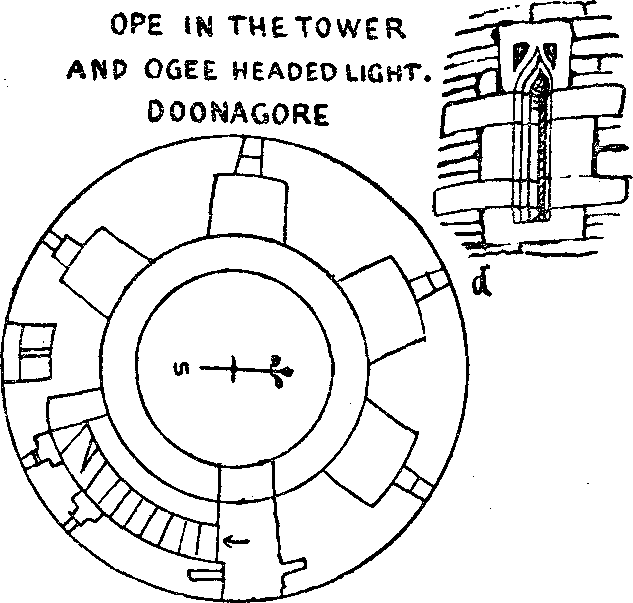 OPE IN THE TOWER
AND OGEE HEADED LIGHT.
DOONAGORE
d
S